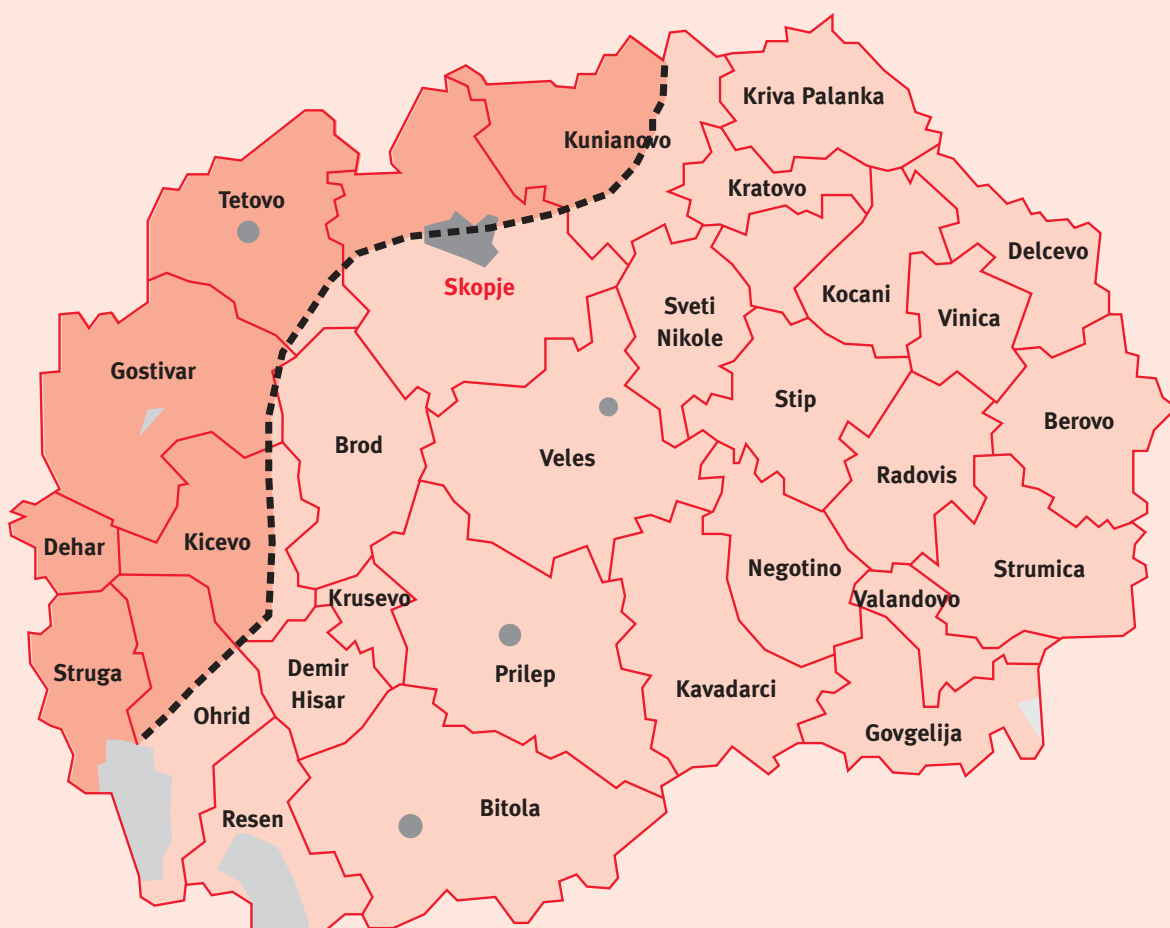 Kriva Palanka
Kunianovo
Kratovo
Tetovo
Delcevo
Skopje
Kocani
Sveti
Nikole
Vinica
Gostivar
Stip
Berovo
Brod
Veles
Radovis
Dehar
Kicevo
Negotino
Strumica
Krusevo
Valandovo
Struga
Demir
Hisar
Prilep
Kavadarci
Ohrid
Govgelija
Resen
Bitola